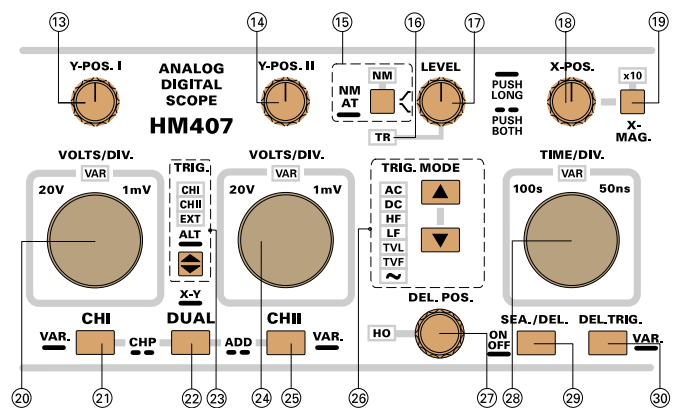 13 14 15 16 17 18 19
Y-POS. I
ANALOG
DIGITAL
SCOPE
HM407
Y-POS. II
NM
AT
NM
LEVEL
TR
PUSH
LONG
PUSH
BOTH
X-POS.
x10
X-
MAG.
VOLTS/DIV.
VAR
20V 1mV
TRIG.
CHI
CHII
EXT
ALT
VOLTS/DIV.
VAR
20V 1mV
TRIG. MODE
AC
DC
HF
LF
TVL
TVF
~
TIME/DIV.
VAR
100s 50ns
X-Y
CHI
VAR.
CHP
DUAL
ADD
CHII
VAR.
DEL. POS.
HO
ON
OFF
SEA./DEL.
DEL.TRIG.
VAR.
20 21 22 23 24 25 26 27 28 29 30